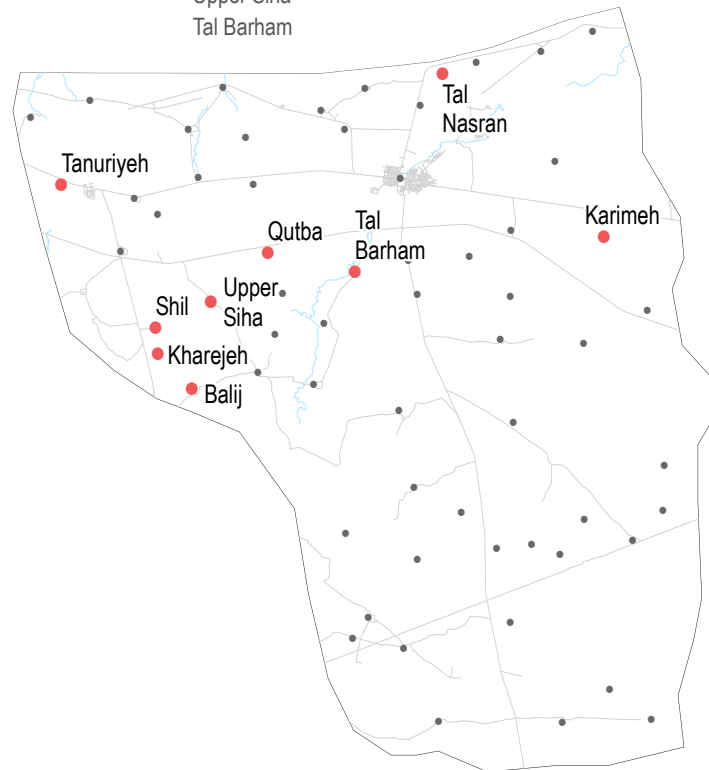 Upper Siha
Tal Barham
Tal
Nasran
Tanuriyeh
Karimeh
Qutba
Tal
Barham
Upper
Siha
Shil
Kharejeh
Balij